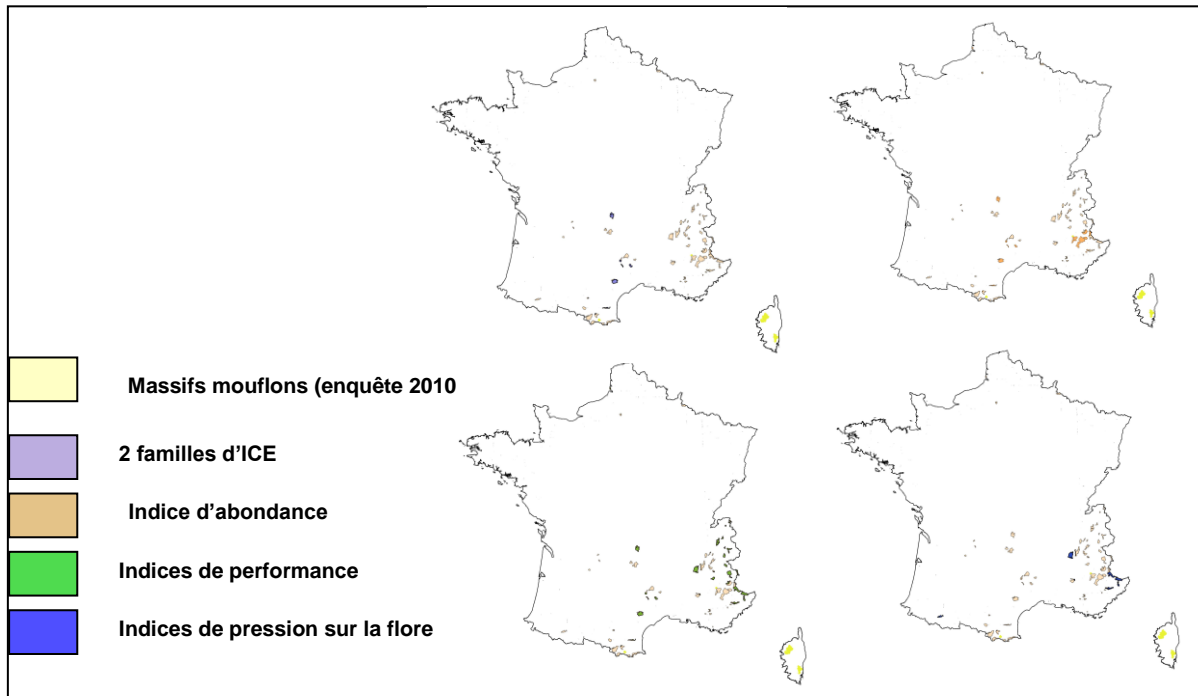 Massifs mouflons (enquête 2010
2 familles d’ICE
Indice d’abondance
Indices de performance
Indices de pression sur la flore